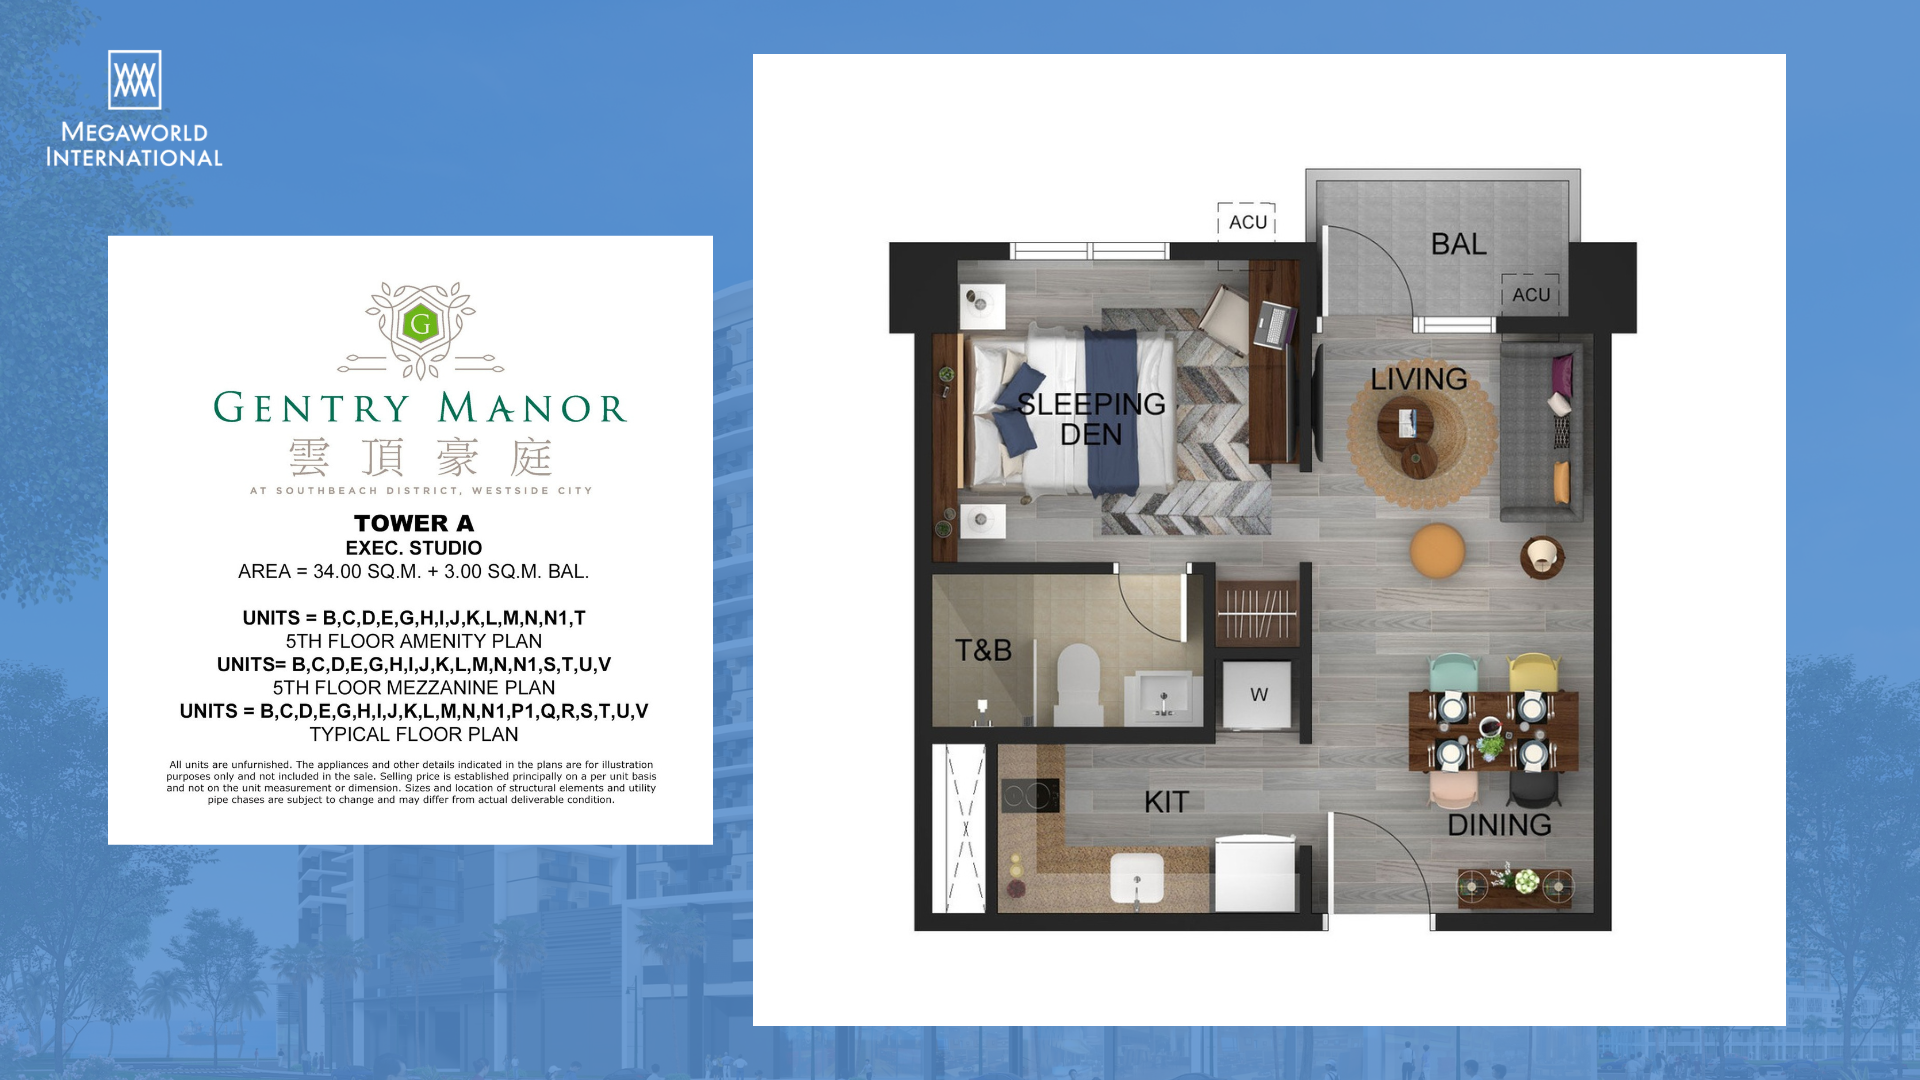 MEGAWORLD
INTERNATIONAL
G
GENTRY MANOR
雲頂豪庭
AT SOUTHBEACH DISTRICT, WESTSIDE CITY
TOWER A
EXEC. STUDIO
AREA = 34.00 SQ.M. + 3.00 SQ.M. BAL.
UNITS = B,C,D,E,G,H,I,J,K,L,M,N,N1,T
5TH FLOOR AMENITY PLAN
UNITS= B,C,D,E,G,H,I,J,K,L,M,N,N1,S,T,U,V
5TH FLOOR MEZZANINE PLAN
UNITS = B,C,D,E,G,H,I,J,K,L,M,N,N1,P1,Q,R,S,T,U,V
TYPICAL FLOOR PLAN
All units are unfurnished. The appliances and other details indicated in the plans are for illustration
purposes only and not included in the sale. Selling price is established principally on a per unit basis
and not on the unit measurement or dimension. Sizes and location of structural elements and utility
pipe chases are subject to change and may differ from actual deliverable condition.
ACU
BAL
ACU
LIVING
SLEEPING
DEN
T&B
W
KIT
DINING